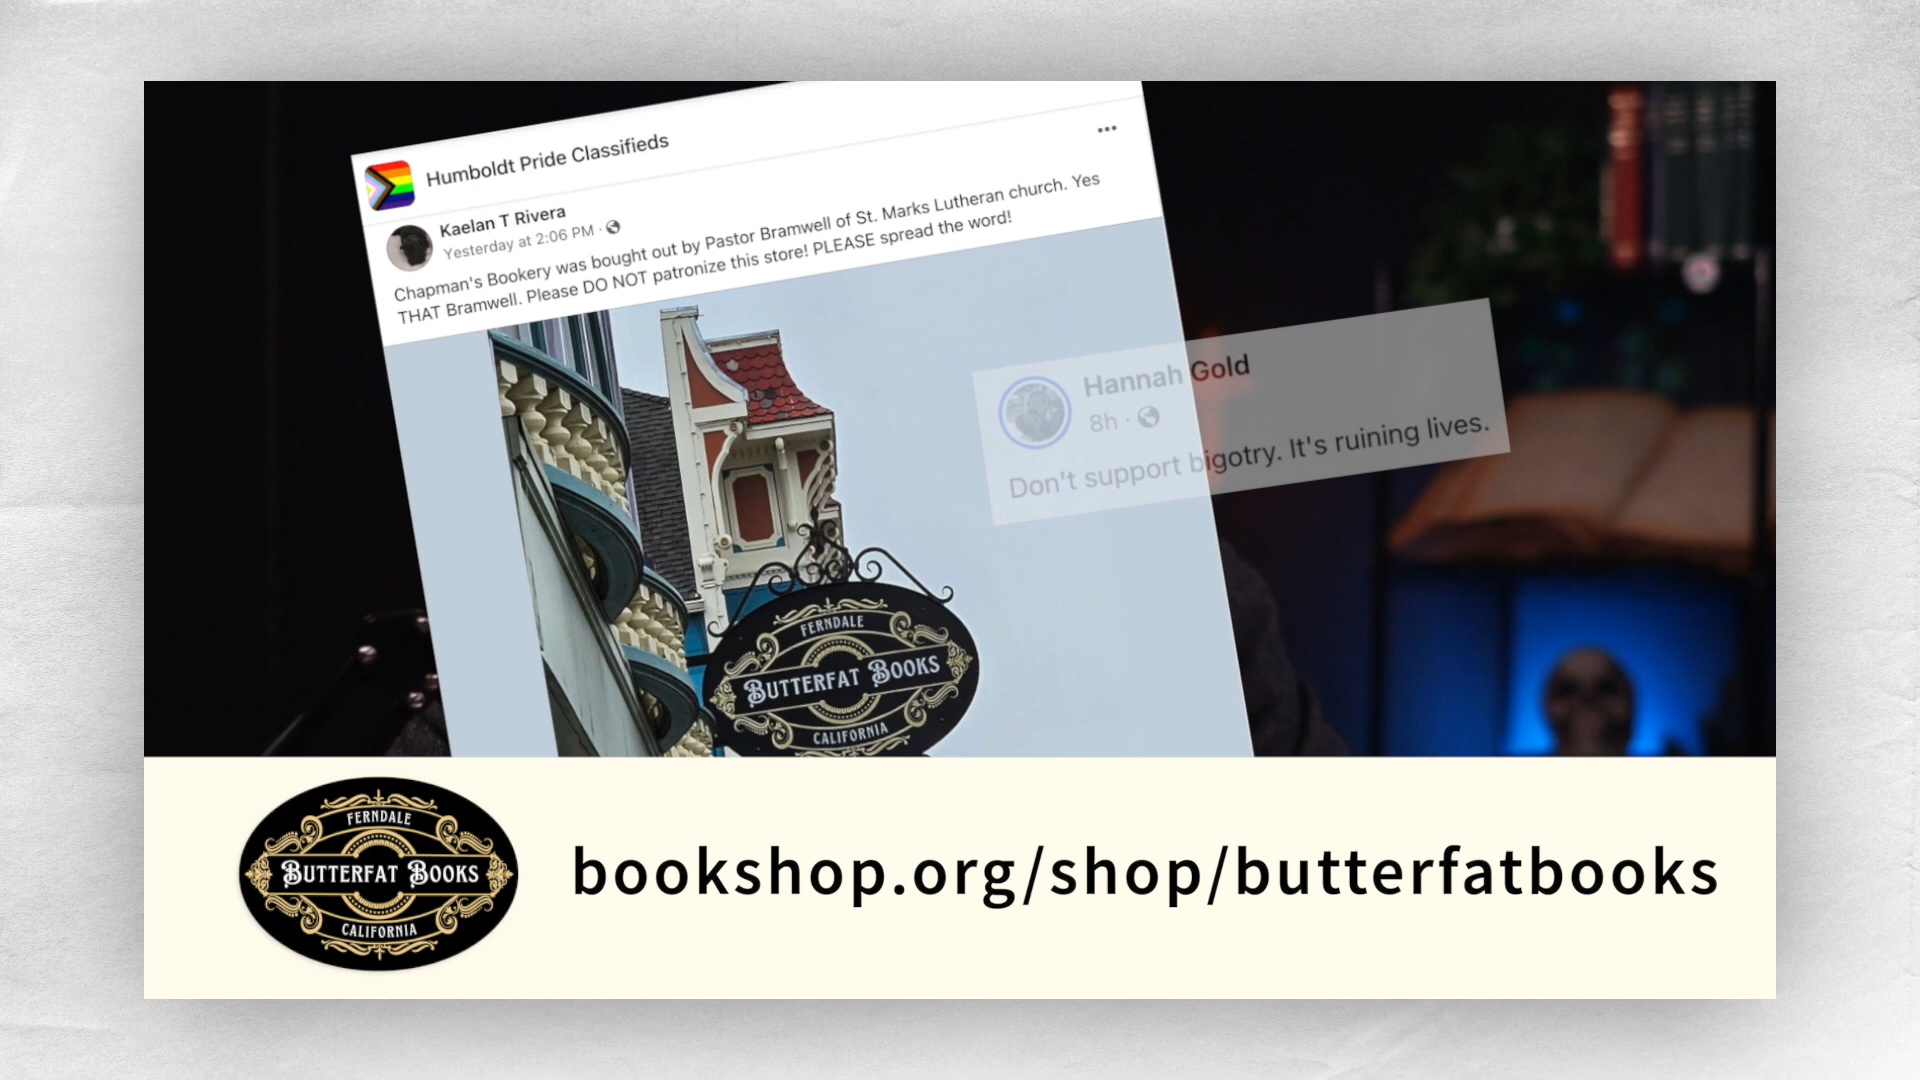 Humboldt Pride Classifieds
Kaelan T Rivera
Yesterday at 2:06 PM ·
Chapman's Bookery was bought out by Pastor Bramwell of St. Marks Lutheran church. Yes
THAT Bramwell. Please DO NOT patronize this store! PLEASE spread the word!
Hannah Gold
8h ·
Don't support bigotry. It's ruining lives.
FERNDALE
BUTTERFAT BOOKS
CALIFORNIA
FERNDALE
BUTTERFAT BOOKS
CALIFORNIA
bookshop.org/shop/butterfatbooks